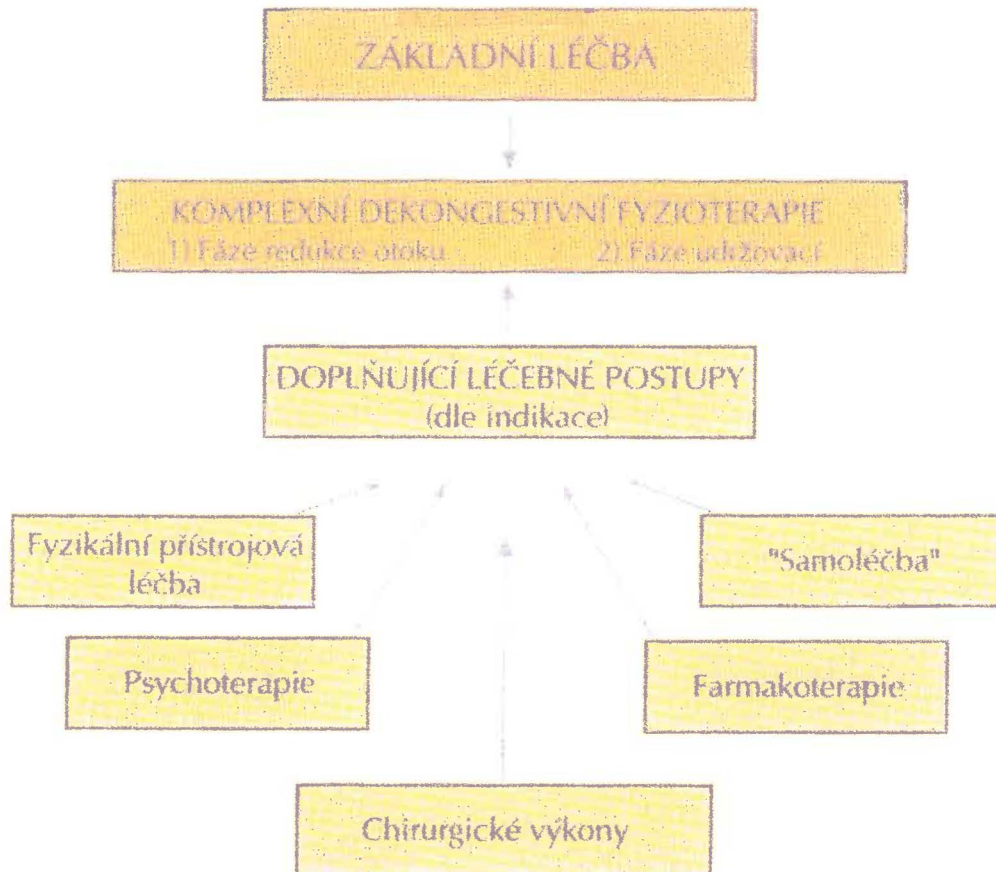 ZÁKLADNÍ LÉČBA
KOMPLEXNÍ DEKONGESTIVNÍ FYZIOTERAPIE
1) Fáze redukce otoku 2) Fáze udržovací
DOPLŇUJÍCÍ LÉČEBNÉ POSTUPY
(dle indikace)
Fyzikální přístrojová
léčba
"Samoléčba"
Psychoterapie
Farmakoterapie
Chirurgické výkony